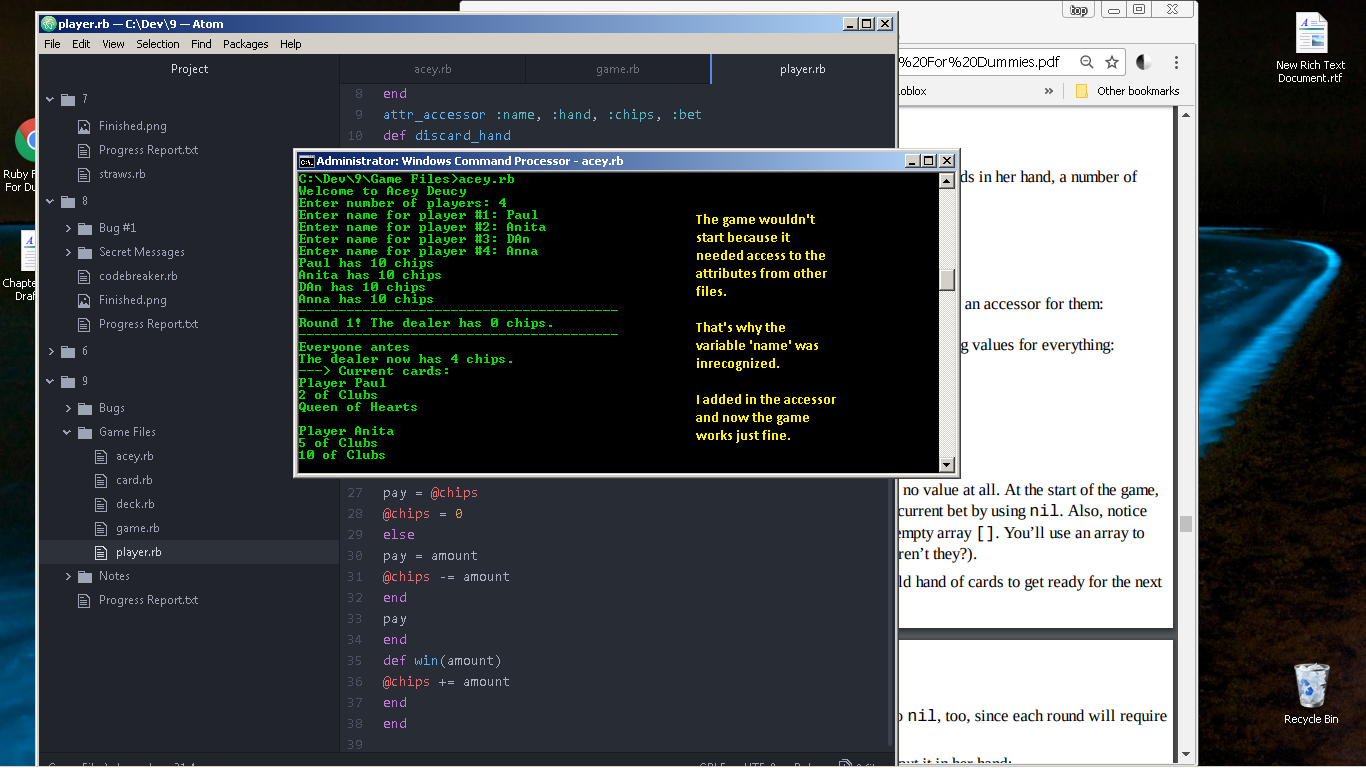 player.rb — C:\Dev\9 — Atom
File Edit View Selection Find Packages Help
Project
acey.rb game.rb player.rb
7
Finished.png
Progress Report.txt
straws.rb
8
Bug #1
Secret Messages
codebreaker.rb
Finished.png
Progress Report.txt
6
9
Bugs
Game Files
acey.rb
card.rb
deck.rb
game.rb
player.rb
Notes
Progress Report.txt
8 end
9 attr_accessor :name, :hand, :chips, :bet
10 def discard_hand
Administrator: Windows Command Processor - acey.rb
C:\Dev\9\Game Files>acey.rb
Welcome to Acey Deucy
Enter number of players: 4
Enter name for player #1: Paul
Enter name for player #2: Anita
Enter name for player #3: DAn
Enter name for player #4: Anna
Paul has 10 chips
Anita has 10 chips
DAn has 10 chips
Anna has 10 chips
----------------------------------------
Round 1! The dealer has 0 chips.
----------------------------------------
Everyone antes
The dealer now has 4 chips.
---> Current cards:
Player Paul
2 of Clubs
Queen of Hearts
Player Anita
5 of Clubs
10 of Clubs
The game wouldn't
start because it
needed access to the
attributes from other
files.
That's why the
variable 'name' was
inrecognized.
I added in the accessor
and now the game
works just fine.
27 pay = @chips
28 @chips = 0
29 else
30 pay = amount
31 @chips -= amount
32 end
33 pay
34 end
35 def win(amount)
36 @chips += amount
37 end
38 end
39
top
%20For%20Dummies.pdf
.oblox » Other bookmarks
ds in her hand, a number of
an accessor for them:
g values for everything:
no value at all. At the start of the game,
current bet by using nil. Also, notice
empty array []. You’ll use an array to
ren’t they?).
ld hand of cards to get ready for the next
o nil, too, since each round will require
put it in her hand:
New Rich Text
Document.rtf
Recycle Bin
Ruby F
For Du
Chapte
Draf